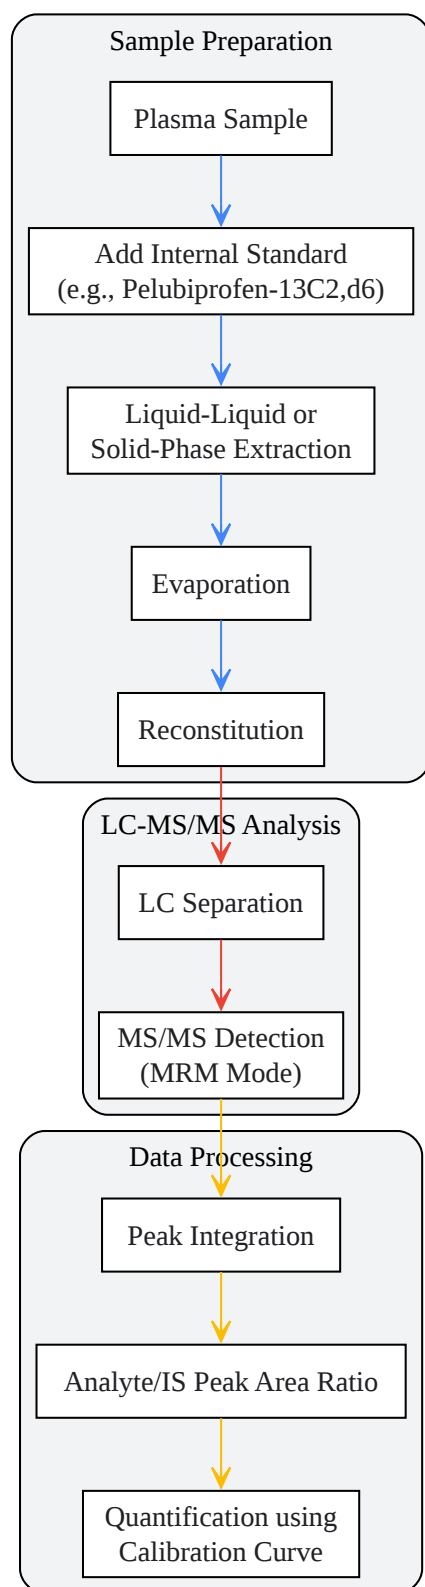 Sample Preparation
Plasma Sample
Add Internal Standard
(e.g., Pelubiprofen-13C2,d6)
Liquid-Liquid or
Solid-Phase Extraction
Evaporation
Reconstitution
LC-MS/MS Analysis
LC Separation
MS/MS Detection
(MRM Mode)
Data Processing
Peak Integration
Analyte/IS Peak Area Ratio
Quantification using
Calibration Curve